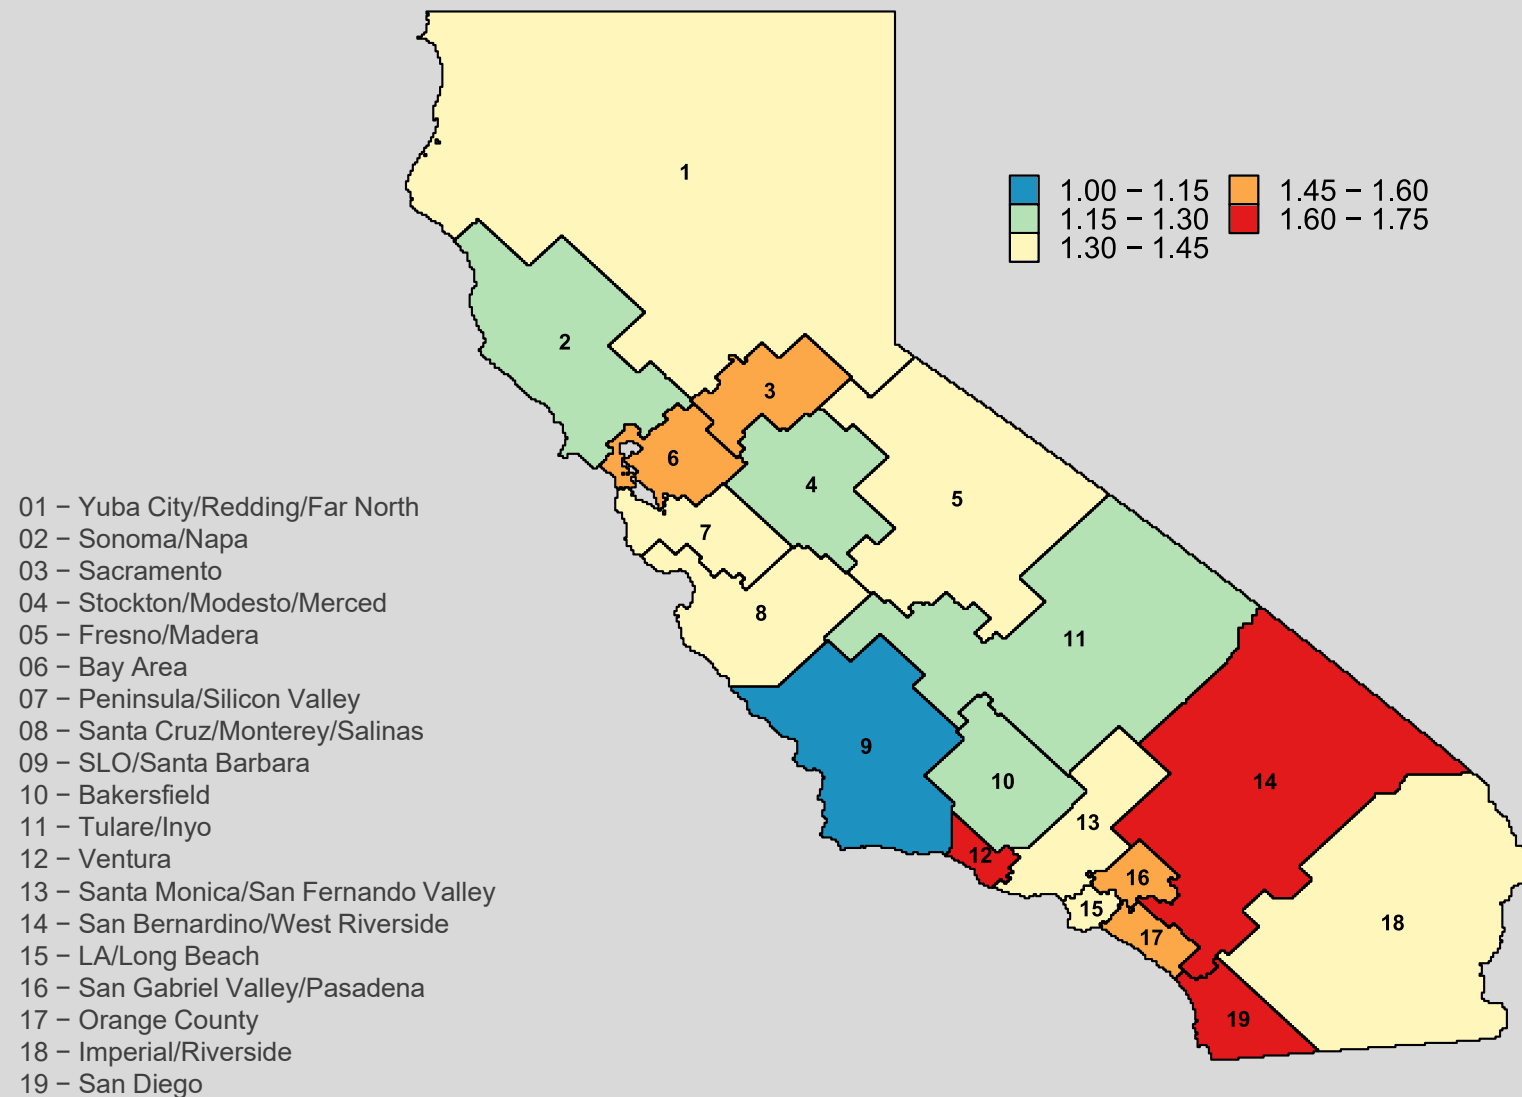 1
1.00 − 1.15
1.45 − 1.60
1.15 − 1.30
1.60 − 1.75
1.30 − 1.45
2
3
6
4
5
7
8
11
9
10
14
13
12
16
15
18
17
19
01 − Yuba City/Redding/Far North
02 − Sonoma/Napa
03 − Sacramento
04 − Stockton/Modesto/Merced
05 − Fresno/Madera
06 − Bay Area
07 − Peninsula/Silicon Valley
08 − Santa Cruz/Monterey/Salinas
09 − SLO/Santa Barbara
10 − Bakersfield
11 − Tulare/Inyo
12 − Ventura
13 − Santa Monica/San Fernando Valley
14 − San Bernardino/West Riverside
15 − LA/Long Beach
16 − San Gabriel Valley/Pasadena
17 − Orange County
18 − Imperial/Riverside
19 − San Diego